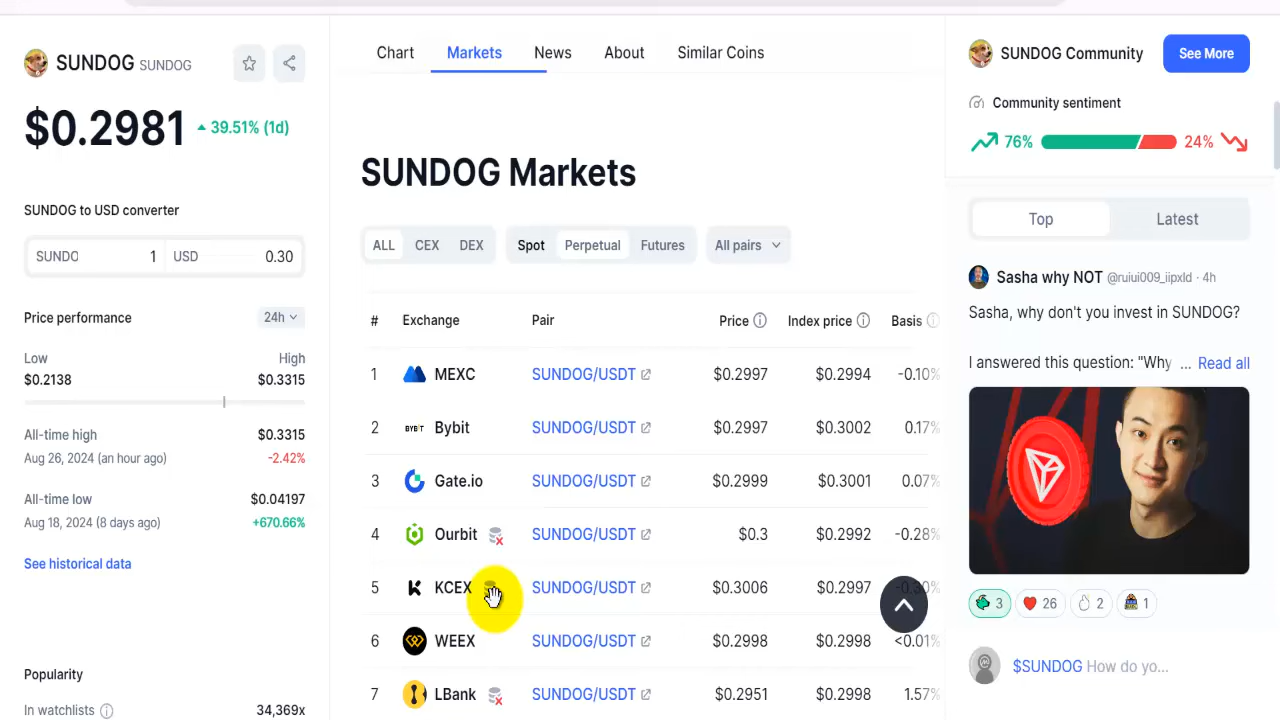 SUNDOG SUNDOG
$0.2981 39.51% (1d)
SUNDOG to USD converter
SUNDO 1 USD 0.30
Price performance 24h
Low High
$0.2138 $0.3315
All-time high $0.3315
Aug 26, 2024 (an hour ago) -2.42%
All-time low $0.04197
Aug 18, 2024 (8 days ago) +670.66%
See historical data
Popularity
In watchlists 34,369x
Chart Markets News About Similar Coins
SUNDOG Markets
ALL CEX DEX Spot Perpetual Futures All pairs
# Exchange Pair Price Index price Basis
1 MEXC SUNDOG/USDT $0.2997 $0.2994 -0.10%
2 BYBIT Bybit SUNDOG/USDT $0.2997 $0.3002 0.17%
3 Gate.io SUNDOG/USDT $0.2999 $0.3001 0.07%
4 Ourbit SUNDOG/USDT $0.3 $0.2992 -0.28%
5 KCEX SUNDOG/USDT $0.3006 $0.2997 -0.30%
6 WEEX SUNDOG/USDT $0.2998 $0.2998 <0.01%
7 LBank SUNDOG/USDT $0.2951 $0.2998 1.57%
SUNDOG Community See More
Community sentiment
76% 24%
Top Latest
Sasha why NOT @ruiui009_iipxld · 4h
Sasha, why don't you invest in SUNDOG?
I answered this question: "Why ... Read all
3 26 2 1
$SUNDOG How do yo...